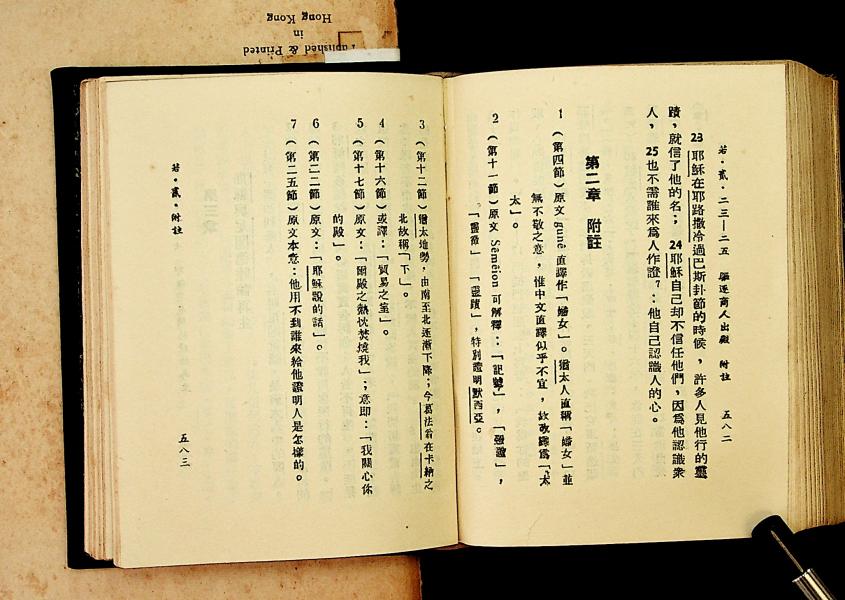 Published & Printed
in
Hong Kong
若·貳·二三—二五 驅逐商人出殿 附註 五八二
23耶穌在耶路撒冷過巴斯卦節的時候，許多人見他行的靈
蹟，就信了他的名；24耶穌自己却不信任他們，因爲他認識衆
人，25也不需誰來爲人作證⁷：他自己認識人的心。
第二章 附註
1（第四節）原文 gunē 直譯作「婦女」。猶太人直稱「婦女」並
無不敬之意，惟中文直譯似乎不宜，故改譯爲「太
太」。
2（第十一節）原文 Sēmēion 可解釋：「記號」，「强證」，
「靈徵」「靈蹟」，特別證明默西亞。
3（第十二節）猶太地勢，由南至北逐漸下降；今葛法翁在卡納之
北故稱「下」。
4（第十六節）或譯：「貿易之室」。
5（第十七節）原文：「爾殿之熱忱焚燒我」；意即：「我關心你
的殿」。
6（第二二節）原文：「耶穌說的話」。
7（第二五節）原文本意：他用不到誰來給他證明人是怎樣的。
若·貳·附註 五八三